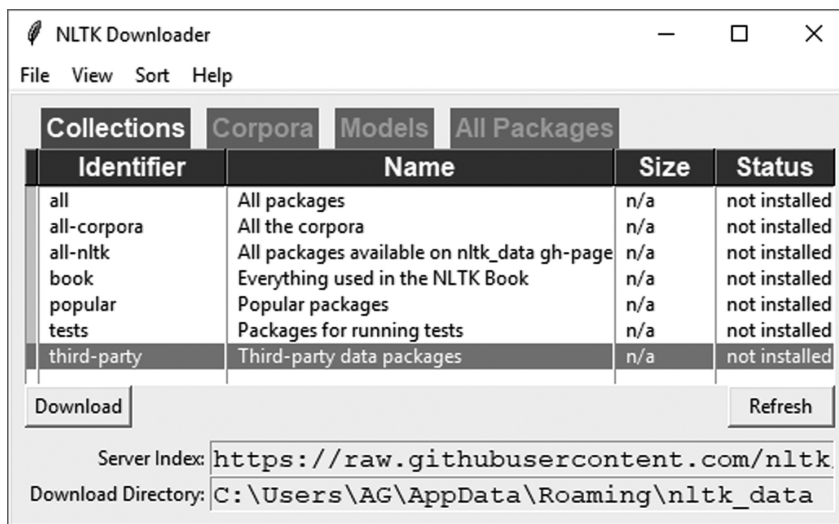 NLTK Downloader
File View Sort Help
Collections Corpora Models All Packages
Identifier Name Size Status
all All packages n/a not installed
all-corpora All the corpora n/a not installed
all-nltk All packages available on nltk_data gh-page n/a not installed
book Everything used in the NLTK Book n/a not installed
popular Popular packages n/a not installed
tests Packages for running tests n/a not installed
third-party Third-party data packages n/a not installed
Download Refresh
Server Index: https://raw.githubusercontent.com/nltk
Download Directory: C:\Users\AG\AppData\Roaming\nltk_data